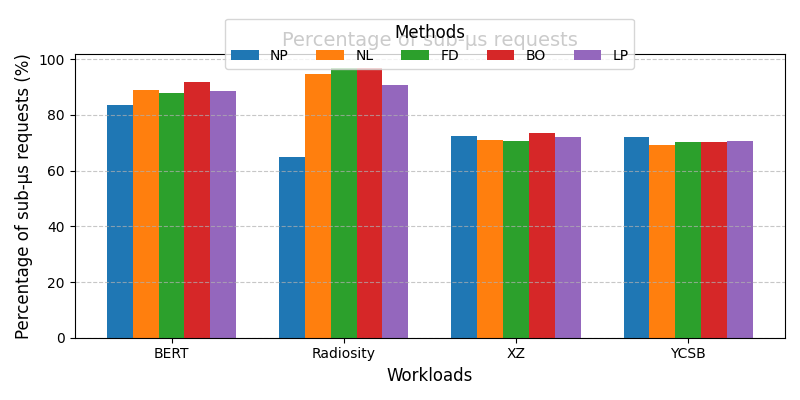 Percentage of sub-μs requests
Methods
NP NL FD BO LP
Percentage of sub-μs requests (%)
100
80
60
40
20
0
BERT Radiosity XZ YCSB
Workloads